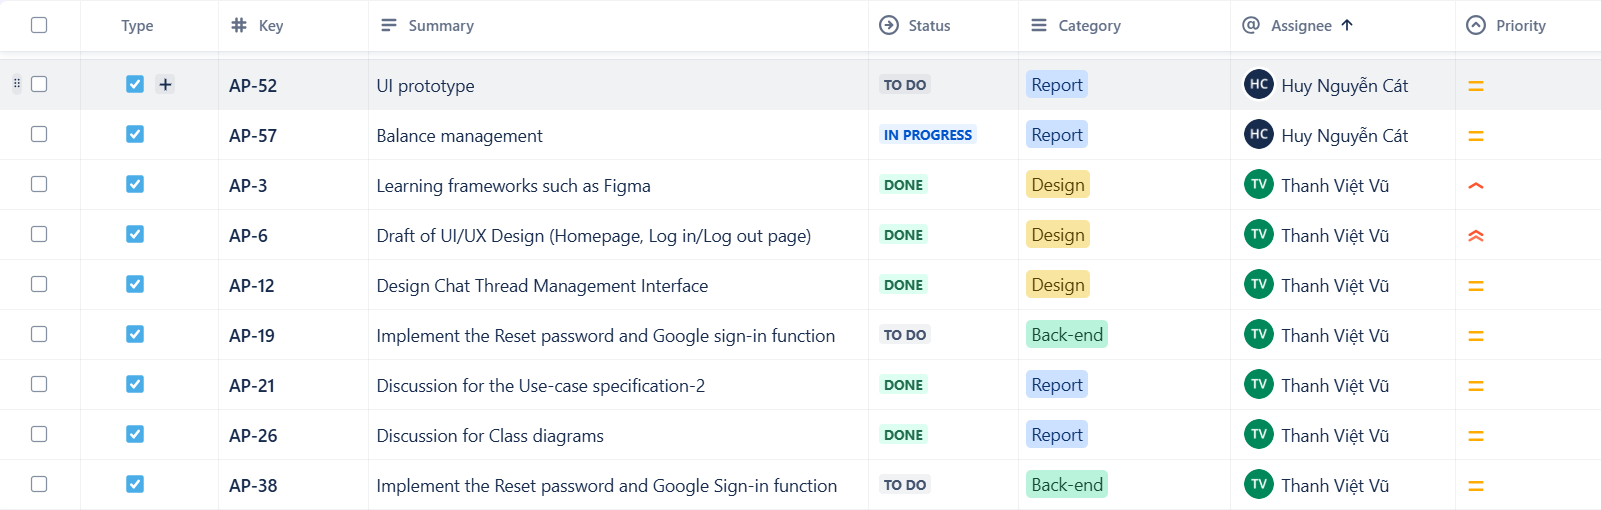 Type Key Summary Status Category Assignee Priority
AP-52 UI prototype TO DO Report HC Huy Nguyễn Cát
AP-57 Balance management IN PROGRESS Report HC Huy Nguyễn Cát
AP-3 Learning frameworks such as Figma DONE Design TV Thanh Việt Vũ
AP-6 Draft of UI/UX Design (Homepage, Log in/Log out page) DONE Design TV Thanh Việt Vũ
AP-12 Design Chat Thread Management Interface DONE Design TV Thanh Việt Vũ
AP-19 Implement the Reset password and Google sign-in function TO DO Back-end TV Thanh Việt Vũ
AP-21 Discussion for the Use-case specification-2 DONE Report TV Thanh Việt Vũ
AP-26 Discussion for Class diagrams DONE Report TV Thanh Việt Vũ
AP-38 Implement the Reset password and Google Sign-in function TO DO Back-end TV Thanh Việt Vũ